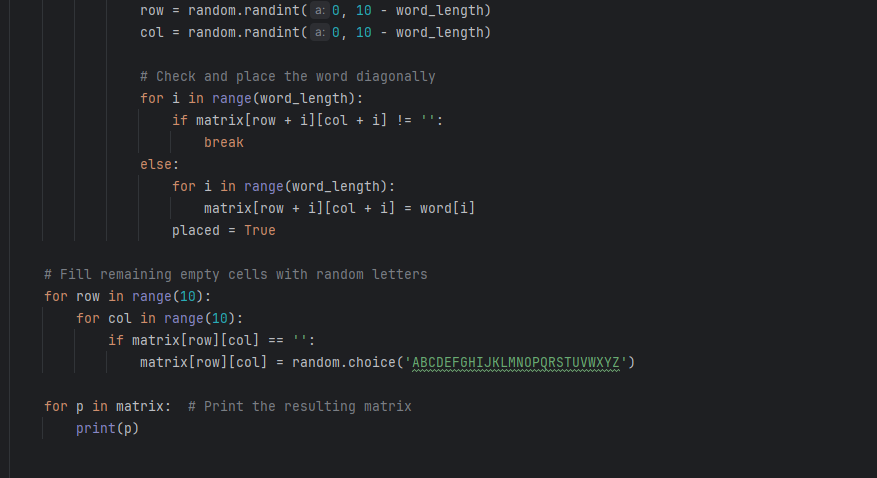 row = random.randint(a: 0, 10 - word_length)
col = random.randint(a: 0, 10 - word_length)
# Check and place the word diagonally
for i in range(word_length):
if matrix[row + i][col + i] != '':
break
else:
for i in range(word_length):
matrix[row + i][col + i] = word[i]
placed = True
# Fill remaining empty cells with random letters
for row in range(10):
for col in range(10):
if matrix[row][col] == '':
matrix[row][col] = random.choice('ABCDEFGHIJKLMNOPQRSTUVWXYZ')
for p in matrix:  # Print the resulting matrix
print(p)